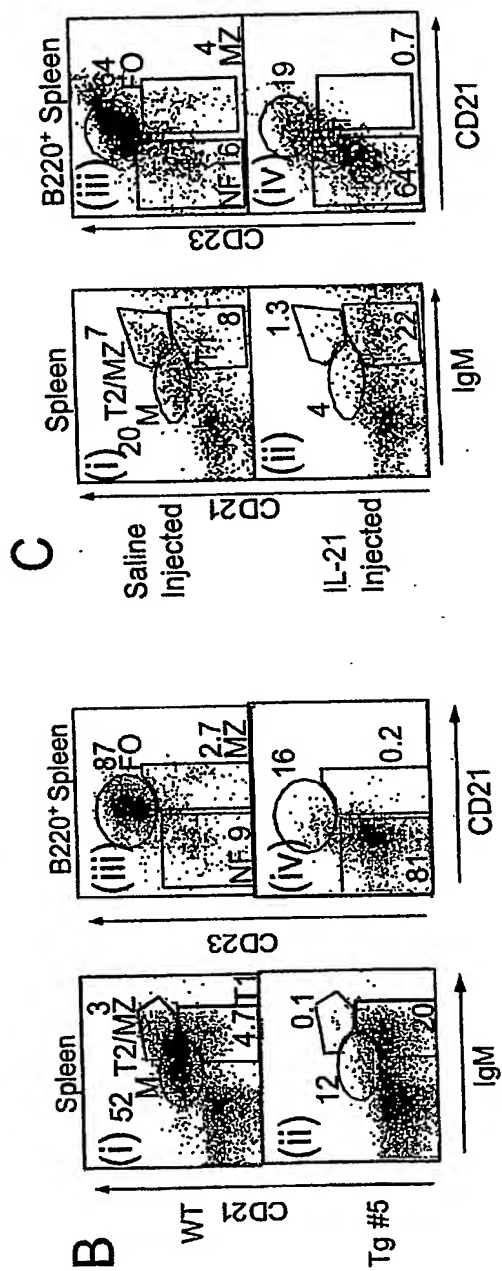 B
Spleen
B220+ Spleen
WT
CD21
(i)
52
T2/MZ
3
M
4.7
T1
CD23
(iii)
87
FO
NF 9
2.7
MZ
Tg #5
(ii)
12
0.1
20
IgM
(iv)
16
81
0.2
CD21
C
Spleen
B220+ Spleen
Saline
Injected
CD21
(i)
20
T2/MZ
7
M
T1
8
CD23
(iii)
64
FO
NF 16
4
MZ
IL-21
Injected
(ii)
4
1.3
22
IgM
(iv)
19
64
0.7
CD21